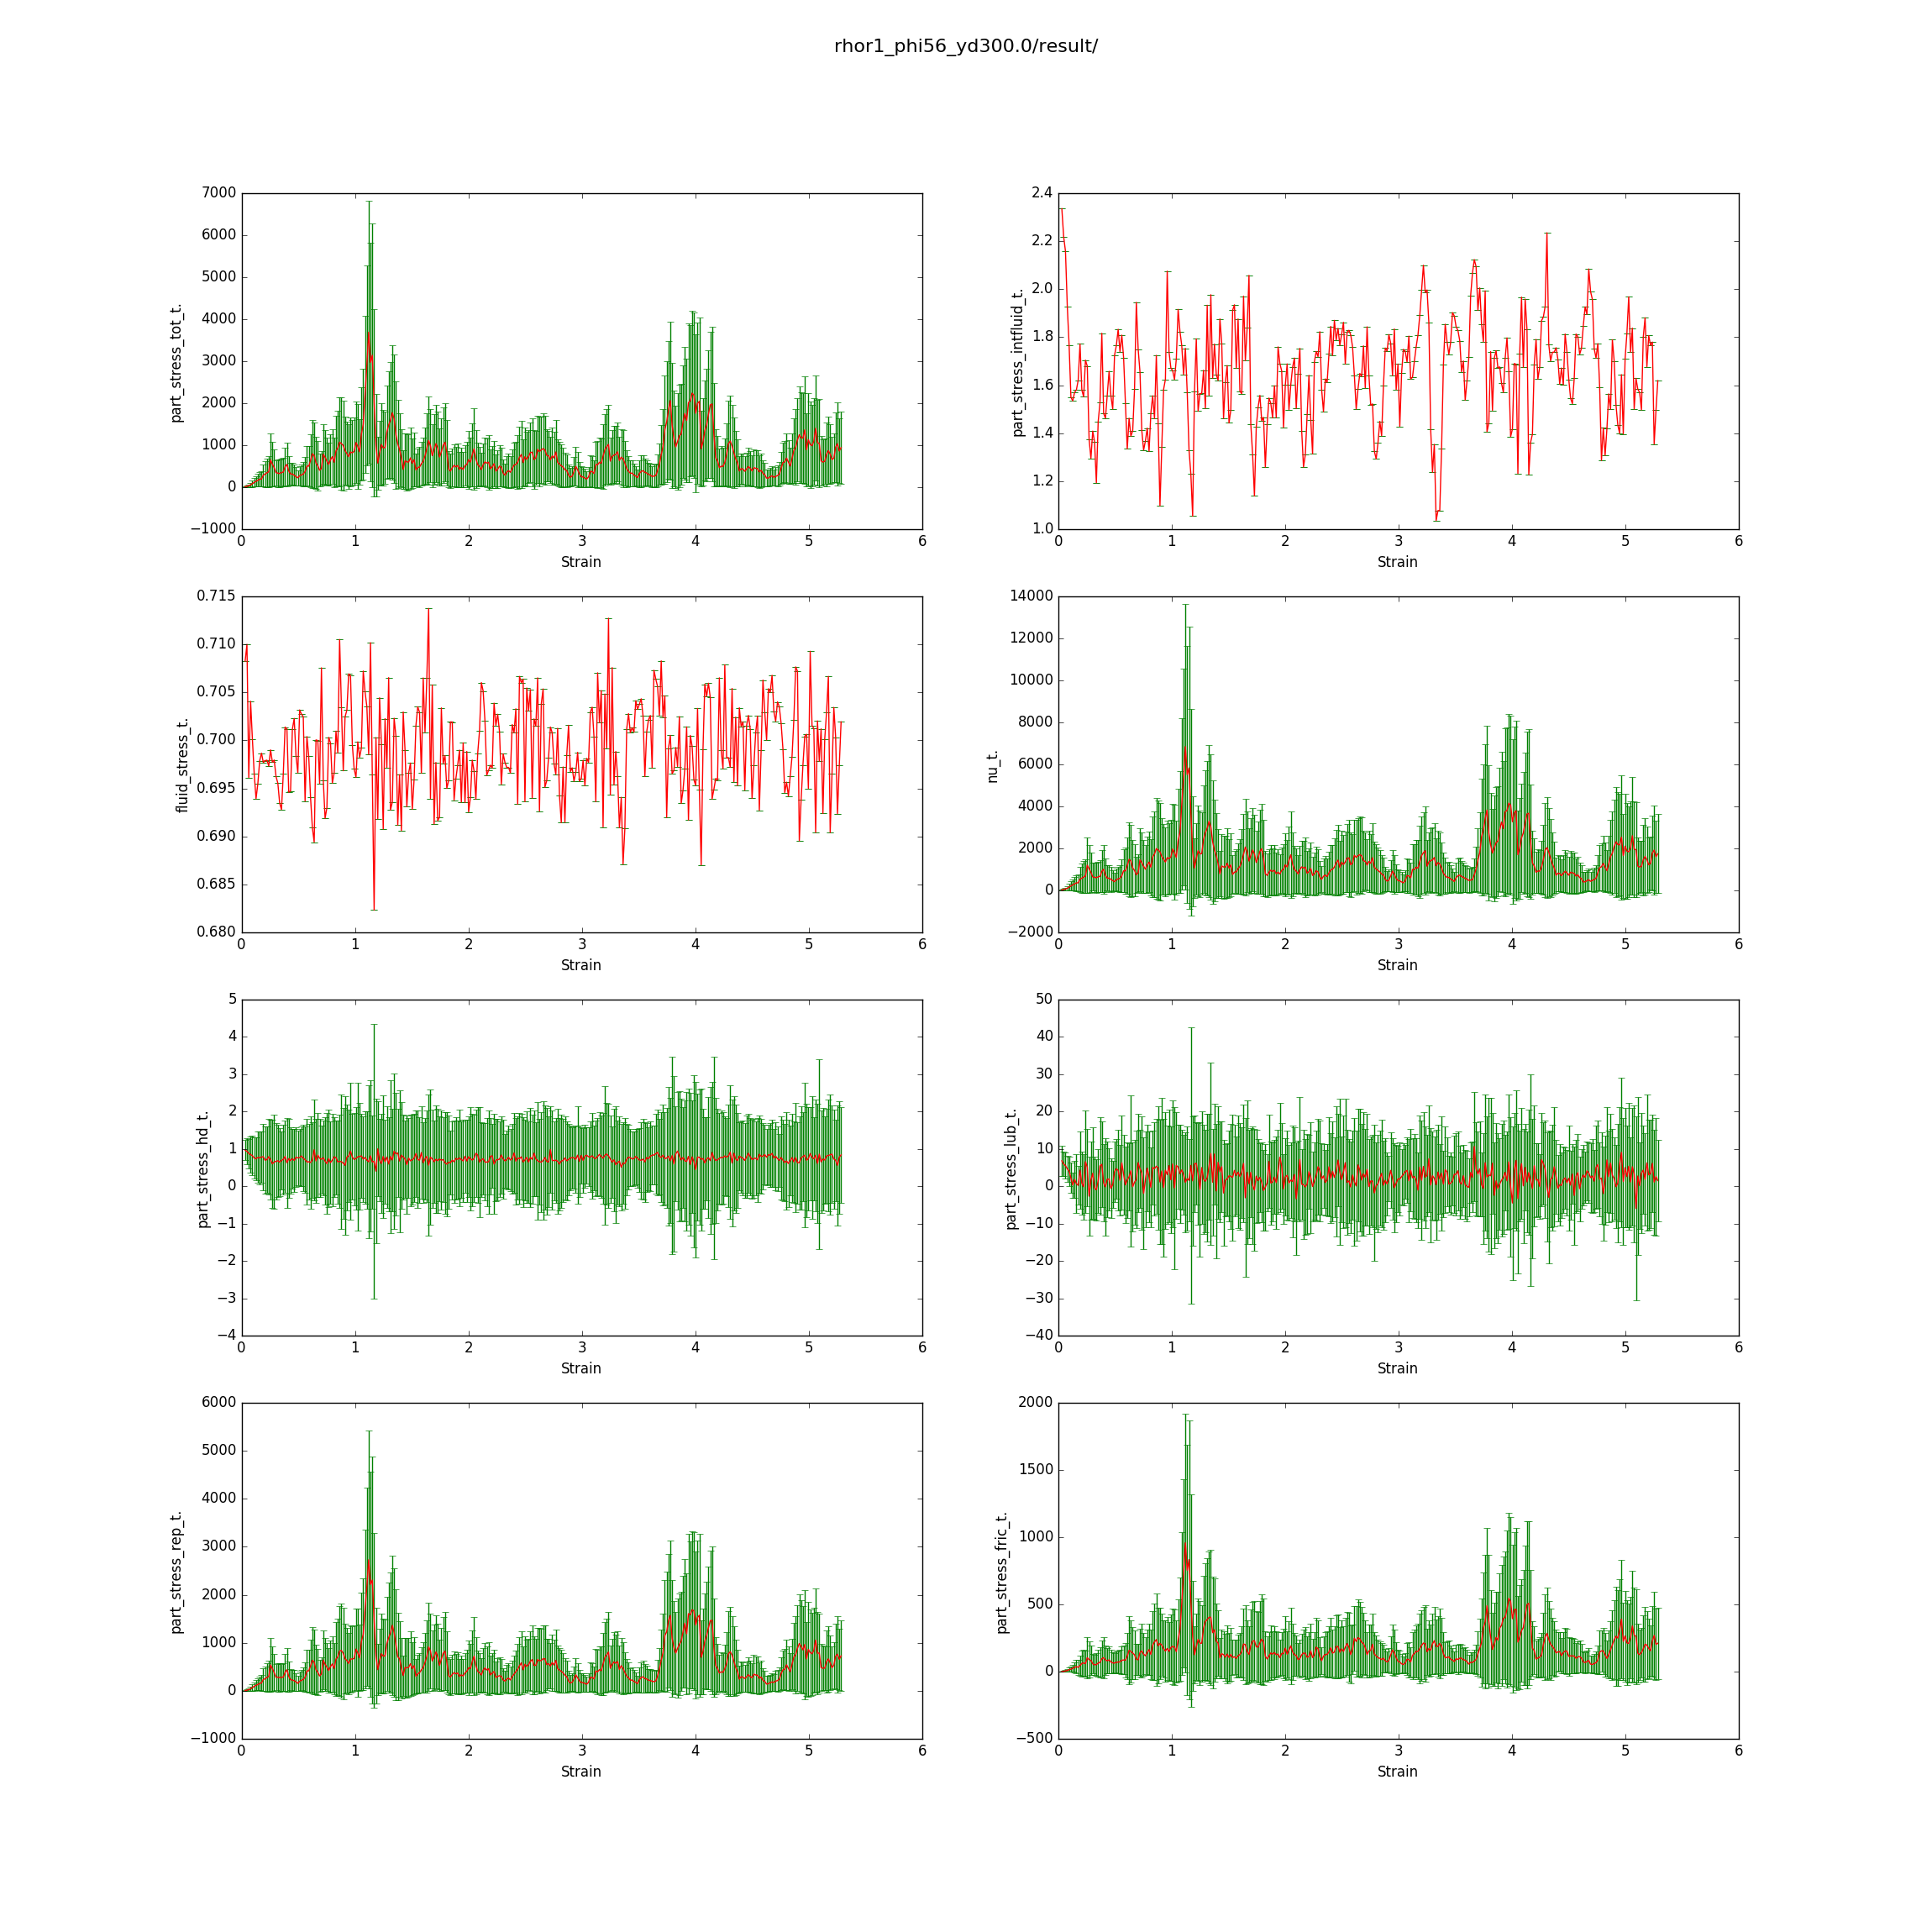 rhor1_phi56_yd300.0/result/
7000
6000
5000
4000
3000
2000
1000
0
−1000
part_stress_tot_t.
0 1 2 3 4 5 6
Strain
2.4
2.2
2.0
1.8
1.6
1.4
1.2
1.0
part_stress_intfluid_t.
0 1 2 3 4 5 6
Strain
0.715
0.710
0.705
0.700
0.695
0.690
0.685
0.680
fluid_stress_t.
0 1 2 3 4 5 6
Strain
14000
12000
10000
8000
6000
4000
2000
0
−2000
nu_t.
0 1 2 3 4 5 6
Strain
5
4
3
2
1
0
−1
−2
−3
−4
part_stress_hd_t.
0 1 2 3 4 5 6
Strain
50
40
30
20
10
0
−10
−20
−30
−40
part_stress_lub_t.
0 1 2 3 4 5 6
Strain
6000
5000
4000
3000
2000
1000
0
−1000
part_stress_rep_t.
0 1 2 3 4 5 6
Strain
2000
1500
1000
500
0
−500
part_stress_fric_t.
0 1 2 3 4 5 6
Strain